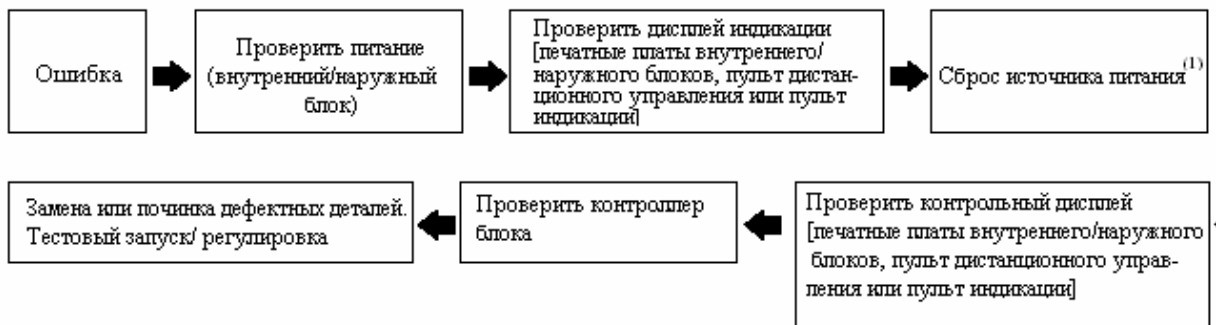 Ошибка
Проверить питание
(внутренний/наружный
блок)
Проверить дисплей индикации
[печатные платы внутреннего/
наружного блоков, пульт дистан-
ционного управления или пульт
индикации]
Сброс источника питания(1)
Замена или починка дефектных деталей.
Тестовый запуск/ регулировка
Проверить контроллер
блока
Проверить контрольный дисплей
[печатные платы внутреннего/наружного
блоков, пульт дистанционного управ-
ления или пульт индикации]